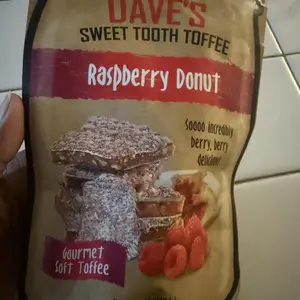 DAVE'S
SWEET TOOTH TOFFEE
Raspberry Donut
Soooo incredibly
berry, berry
delicious!
Gourmet
Soft Toffee